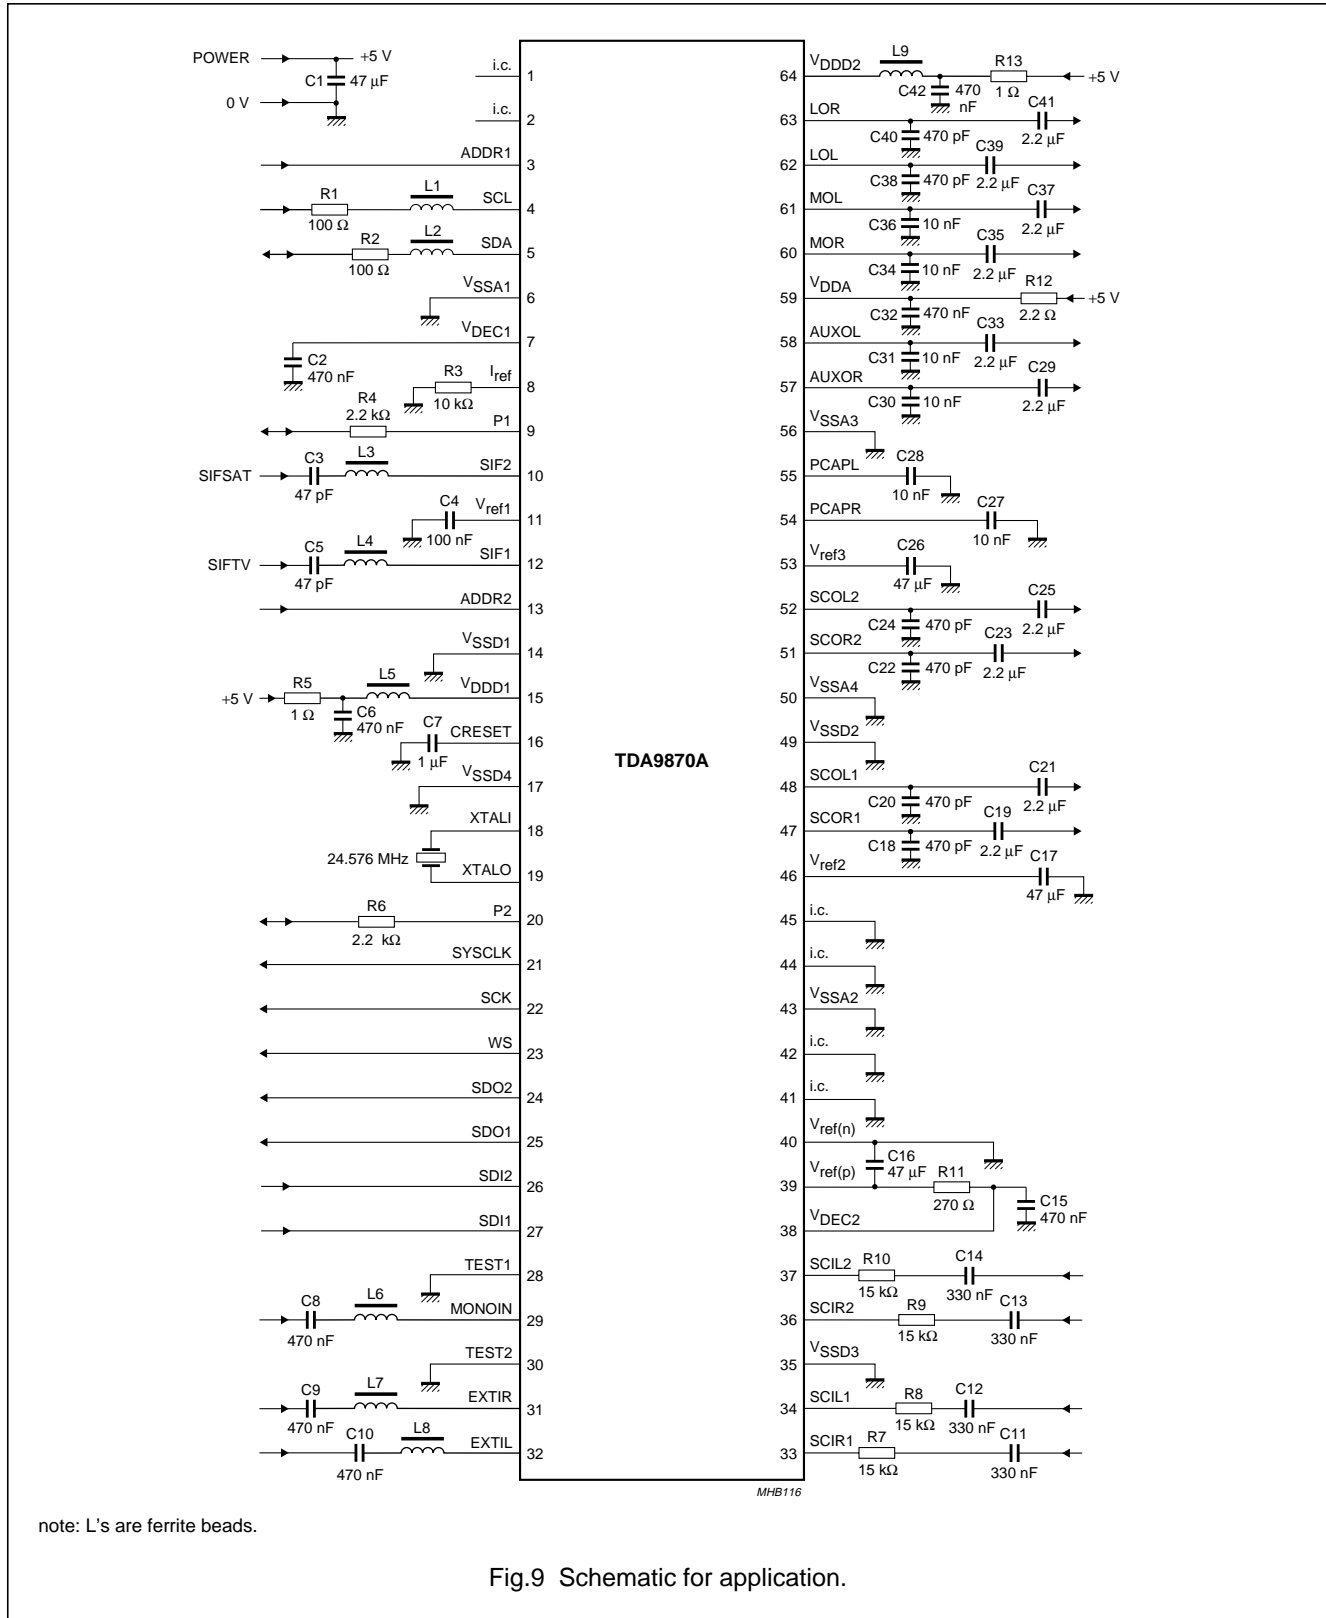 POWER
+5 V
C1
47 µF
0 V
i.c.
1
i.c.
2
ADDR1
3
R1
100 Ω
L1
SCL
4
R2
100 Ω
L2
SDA
5
VSSA1
6
VDEC1
7
C2
470 nF
R3
10 kΩ
Iref
8
R4
2.2 kΩ
P1
9
SIFSAT
C3
47 pF
L3
SIF2
10
C4
100 nF
Vref1
11
SIFTV
C5
47 pF
L4
SIF1
12
ADDR2
13
VSSD1
14
+5 V
R5
1 Ω
C6
470 nF
L5
VDDD1
15
C7
1 µF
CRESET
16
VSSD4
17
XTALI
18
24.576 MHz
XTALO
19
R6
2.2 kΩ
P2
20
SYSCLK
21
SCK
22
WS
23
SDO2
24
SDO1
25
SDI2
26
SDI1
27
TEST1
28
C8
470 nF
L6
MONOIN
29
TEST2
30
C9
470 nF
L7
EXTIR
31
C10
470 nF
L8
EXTIL
32
TDA9870A
64
VDDD2
L9
C42
470
nF
R13
1 Ω
+5 V
63
LOR
C40
470 pF
C41
2.2 µF
62
LOL
C38
470 pF
C39
2.2 µF
61
MOL
C36
10 nF
C37
2.2 µF
60
MOR
C34
10 nF
C35
2.2 µF
59
VDDA
C32
470 nF
R12
2.2 Ω
+5 V
58
AUXOL
C31
10 nF
C33
2.2 µF
57
AUXOR
C30
10 nF
C29
2.2 µF
56
VSSA3
55
PCAPL
C28
10 nF
54
PCAPR
C27
10 nF
53
Vref3
C26
47 µF
52
SCOL2
C24
470 pF
C25
2.2 µF
51
SCOR2
C22
470 pF
C23
2.2 µF
50
VSSA4
49
VSSD2
48
SCOL1
C20
470 pF
C21
2.2 µF
47
SCOR1
C18
470 pF
C19
2.2 µF
46
Vref2
C17
47 µF
45
i.c.
44
i.c.
43
VSSA2
42
i.c.
41
i.c.
40
Vref(n)
C16
47 µF
39
Vref(p)
R11
270 Ω
C15
470 nF
38
VDEC2
37
SCIL2
R10
15 kΩ
C14
330 nF
36
SCIR2
R9
15 kΩ
C13
330 nF
35
VSSD3
34
SCIL1
R8
15 kΩ
C12
330 nF
33
SCIR1
R7
15 kΩ
C11
330 nF
MHB116
note: L's are ferrite beads.
Fig.9 Schematic for application.